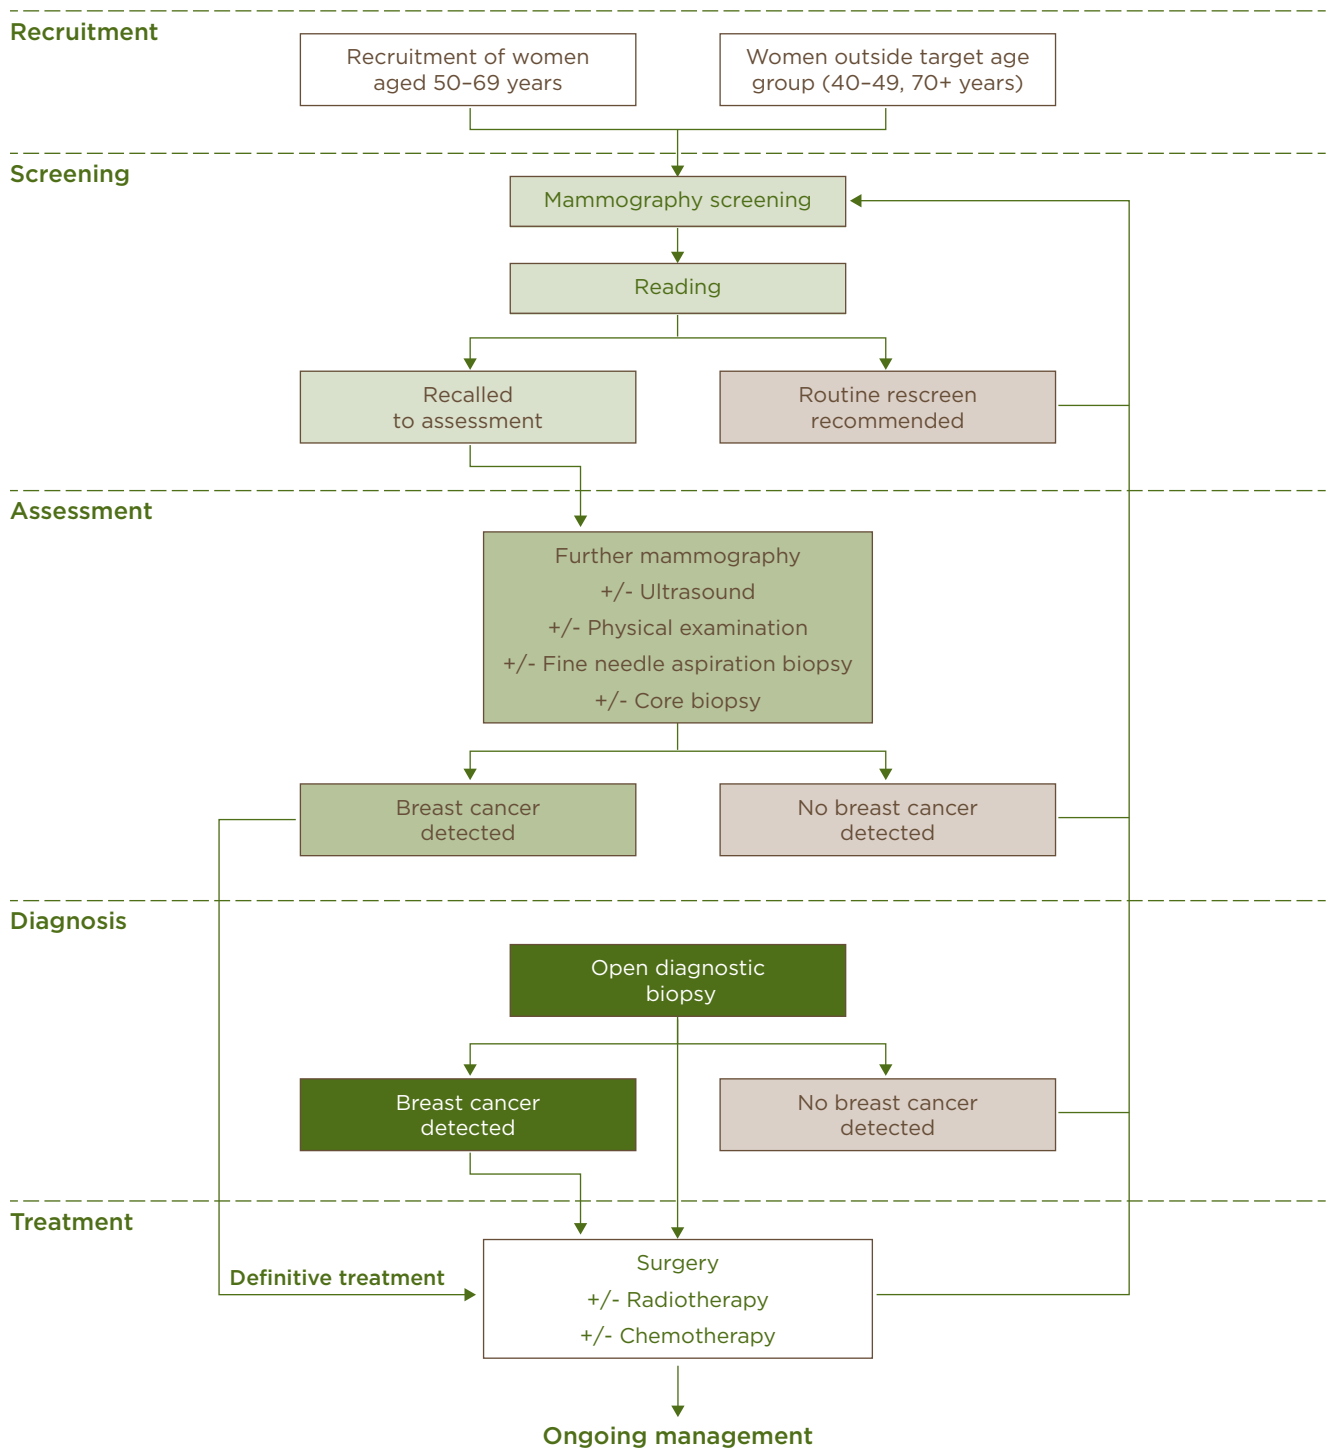 Recruitment
Recruitment of women
aged 50–69 years
Women outside target age
group (40–49, 70+ years)
Screening
Mammography screening
Reading
Recalled
to assessment
Routine rescreen
recommended
Assessment
Further mammography
+/- Ultrasound
+/- Physical examination
+/- Fine needle aspiration biopsy
+/- Core biopsy
Breast cancer
detected
No breast cancer
detected
Diagnosis
Open diagnostic
biopsy
Breast cancer
detected
No breast cancer
detected
Treatment
Definitive treatment
Surgery
+/- Radiotherapy
+/- Chemotherapy
Ongoing management